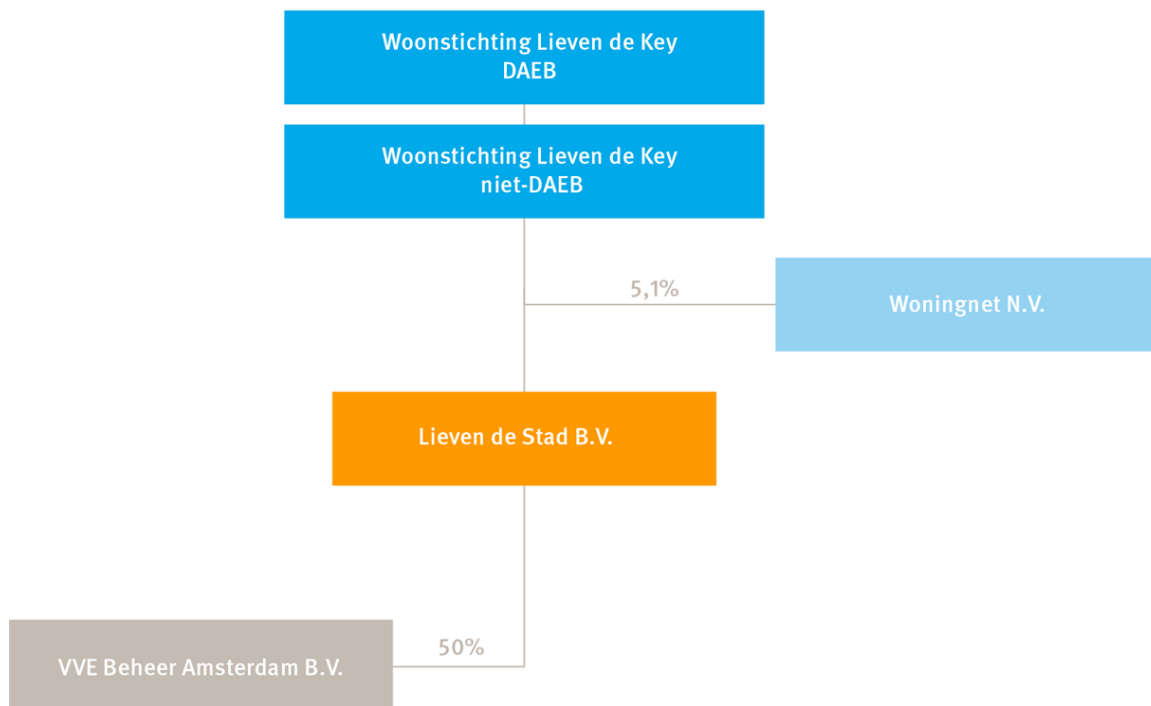 Woonstichting Lieven de Key
DAEB
Woonstichting Lieven de Key
niet-DAEB
5,1%
Woningnet N.V.
Lieven de Stad B.V.
50%
VVE Beheer Amsterdam B.V.